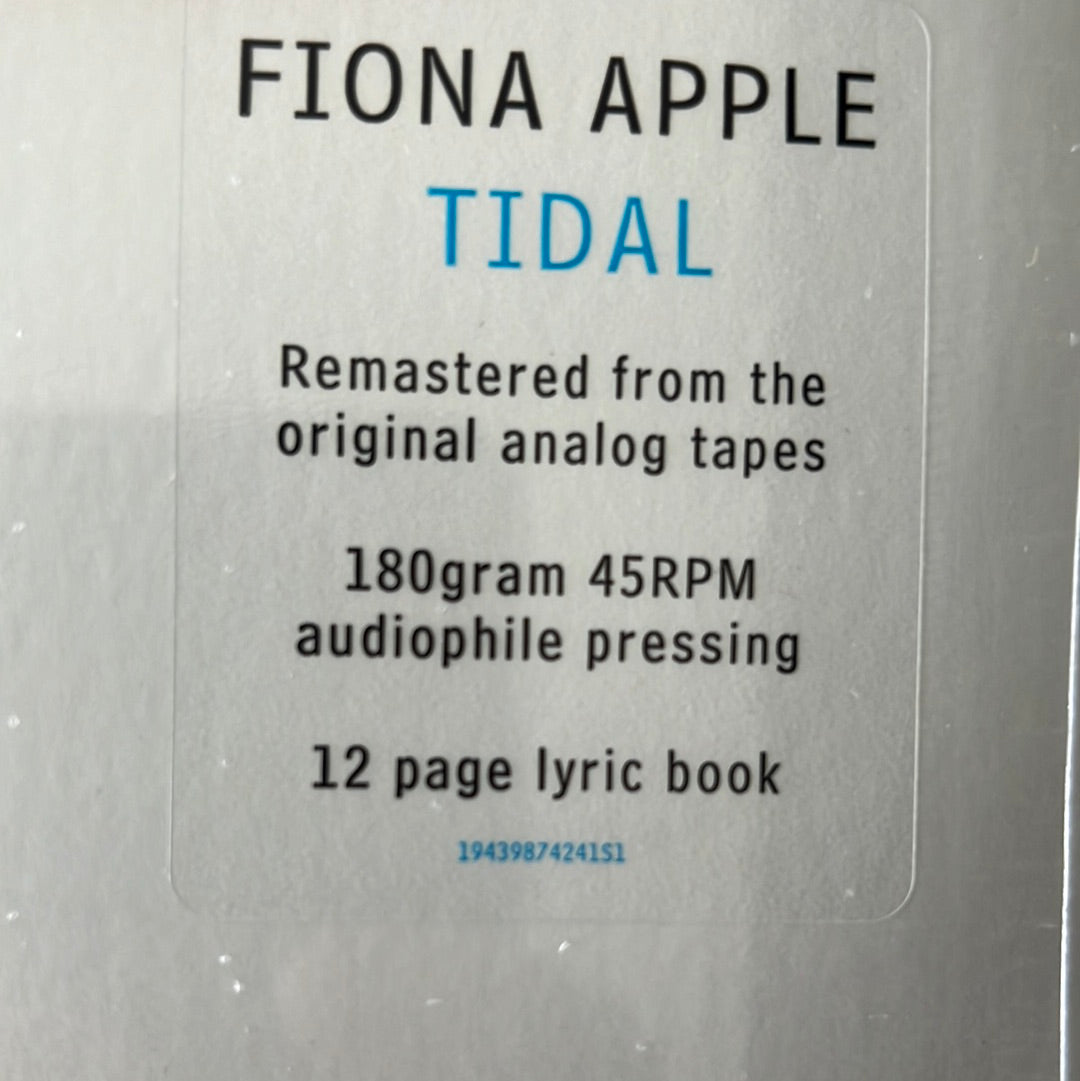 FIONA APPLE
TIDAL
Remastered from the
original analog tapes
180gram 45RPM
audiophile pressing
12 page lyric book
19439874241S1